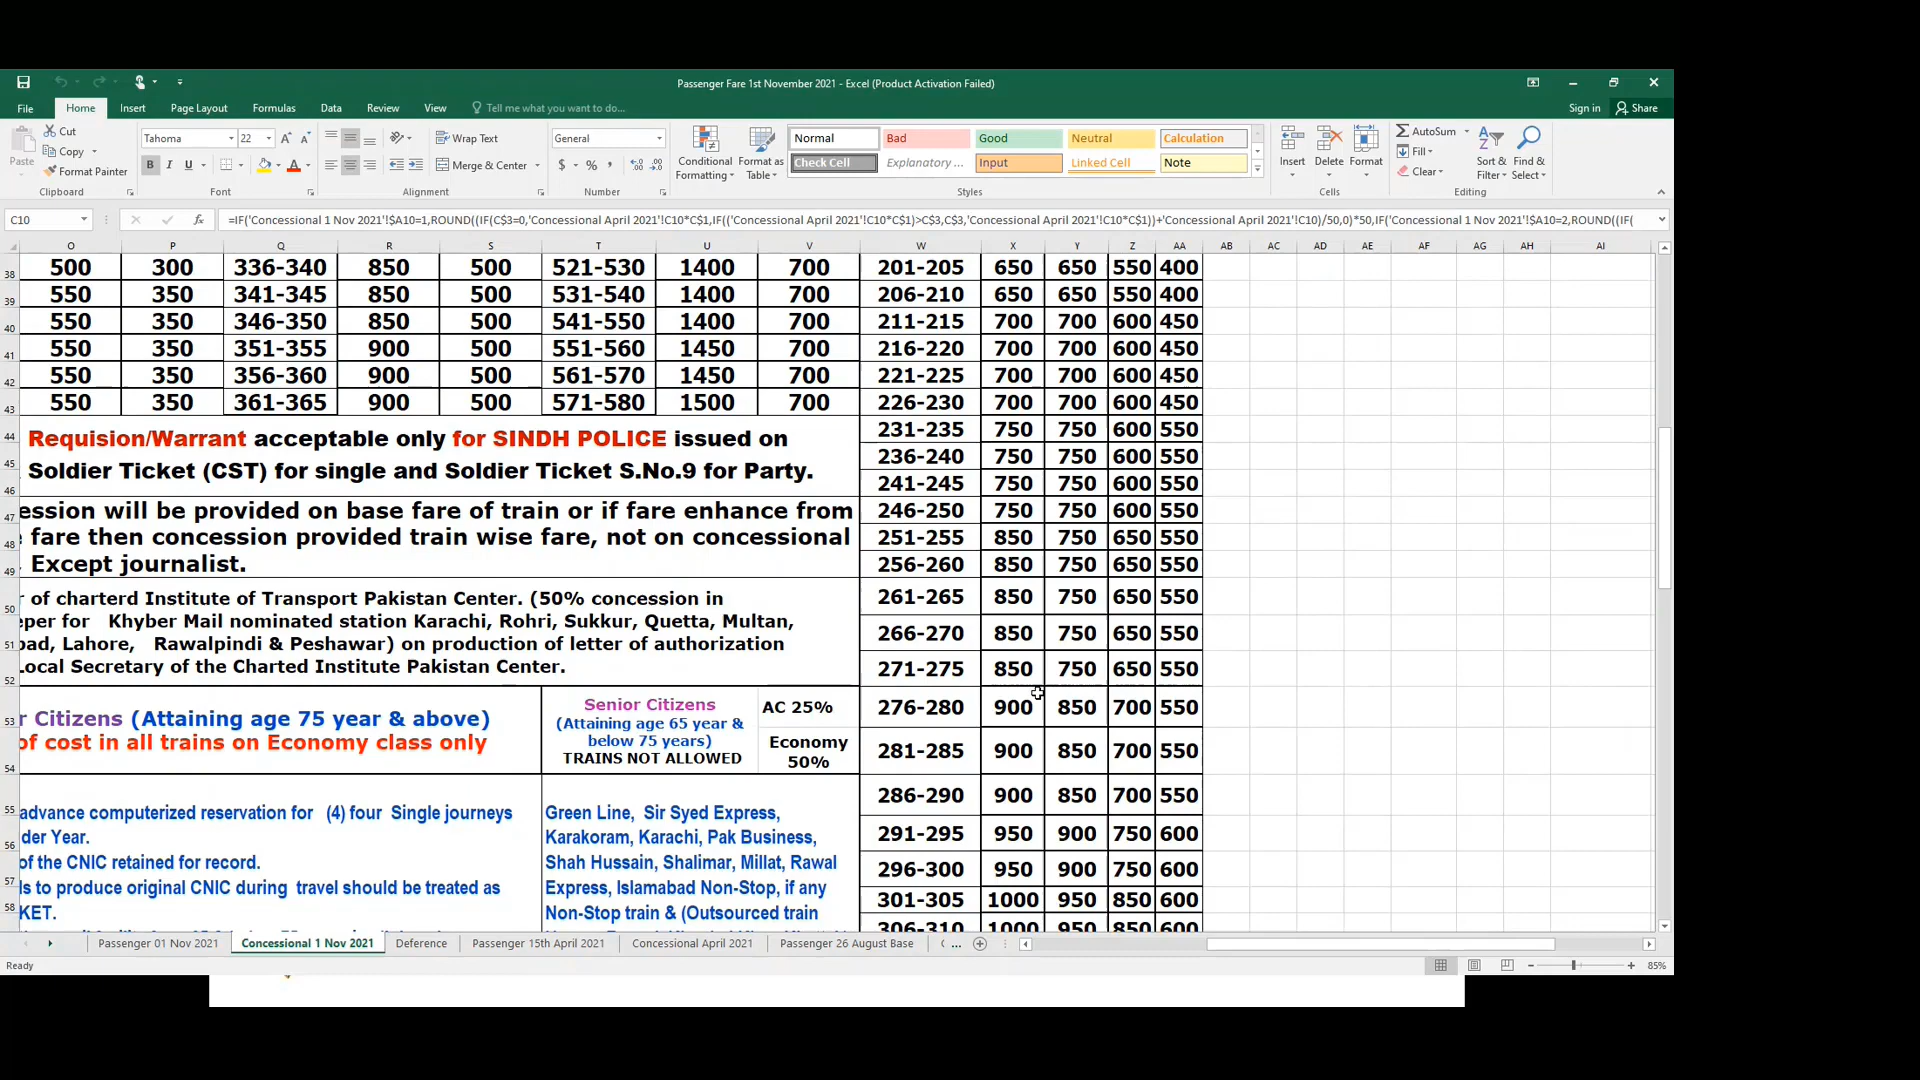 Passenger Fare 1st November 2021 - Excel (Product Activation Failed)
File Home Insert Page Layout Formulas Data Review View Tell me what you want to do... Sign in Share
Cut
Copy
Format Painter
Paste
Clipboard
Tahoma 22
B I U
Font
Wrap Text
Merge & Center
Alignment
General
$ %
Number
Conditional Formatting
Format as Table
Normal Bad Good Neutral Calculation
Check Cell Explanatory ... Input Linked Cell Note
Styles
Insert Delete Format
Cells
AutoSum
Fill
Clear
Sort & Filter
Find & Select
Editing
C10 fx =IF('Concessional 1 Nov 2021'!$A10=1,ROUND((IF(C$3=0,'Concessional April 2021'!C10*C$1,IF(('Concessional April 2021'!C10*C$1)>C$3,C$3,'Concessional April 2021'!C10*C$1))+'Concessional April 2021'!C10)/50,0)*50,IF('Concessional 1 Nov 2021'!$A10=2,ROUND((IF(
O P Q R S T U V W X Y Z AA AB AC AD AE AF AG AH AI
38 500 300 336-340 850 500 521-530 1400 700 201-205 650 650 550 400
39 550 350 341-345 850 500 531-540 1400 700 206-210 650 650 550 400
40 550 350 346-350 850 500 541-550 1400 700 211-215 700 700 600 450
41 550 350 351-355 900 500 551-560 1450 700 216-220 700 700 600 450
42 550 350 356-360 900 500 561-570 1450 700 221-225 700 700 600 450
43 550 350 361-365 900 500 571-580 1500 700 226-230 700 700 600 450
44 Requision/Warrant acceptable only for SINDH POLICE issued on 231-235 750 750 600 550
45 Soldier Ticket (CST) for single and Soldier Ticket S.No.9 for Party. 236-240 750 750 600 550
46 241-245 750 750 600 550
47 ession will be provided on base fare of train or if fare enhance from 246-250 750 750 600 550
48 fare then concession provided train wise fare, not on concessional 251-255 850 750 650 550
49 Except journalist. 256-260 850 750 650 550
50 r of charterd Institute of Transport Pakistan Center. (50% concession in 261-265 850 750 650 550
eper for Khyber Mail nominated station Karachi, Rohri, Sukkur, Quetta, Multan,
51 oad, Lahore, Rawalpindi & Peshawar) on production of letter of authorization 266-270 850 750 650 550
52 Local Secretary of the Charted Institute Pakistan Center. 271-275 850 750 650 550
53 r Citizens (Attaining age 75 year & above) 276-280 900 850 700 550
of cost in all trains on Economy class only
Senior Citizens
(Attaining age 65 year &
below 75 years)
TRAINS NOT ALLOWED
AC 25%
Economy
50%
54 281-285 900 850 700 550
55 286-290 900 850 700 550
56 291-295 950 900 750 600
57 296-300 950 900 750 600
58 301-305 1000 950 850 600
306-310 1000 950 850 600
advance computerized reservation for (4) four Single journeys
der Year.
of the CNIC retained for record.
ls to produce original CNIC during travel should be treated as
KET.
Green Line, Sir Syed Express,
Karakoram, Karachi, Pak Business,
Shah Hussain, Shalimar, Millat, Rawal
Express, Islamabad Non-Stop, if any
Non-Stop train & (Outsourced train
Passenger 01 Nov 2021 Concessional 1 Nov 2021 Deference Passenger 15th April 2021 Concessional April 2021 Passenger 26 August Base ...
Ready 85%